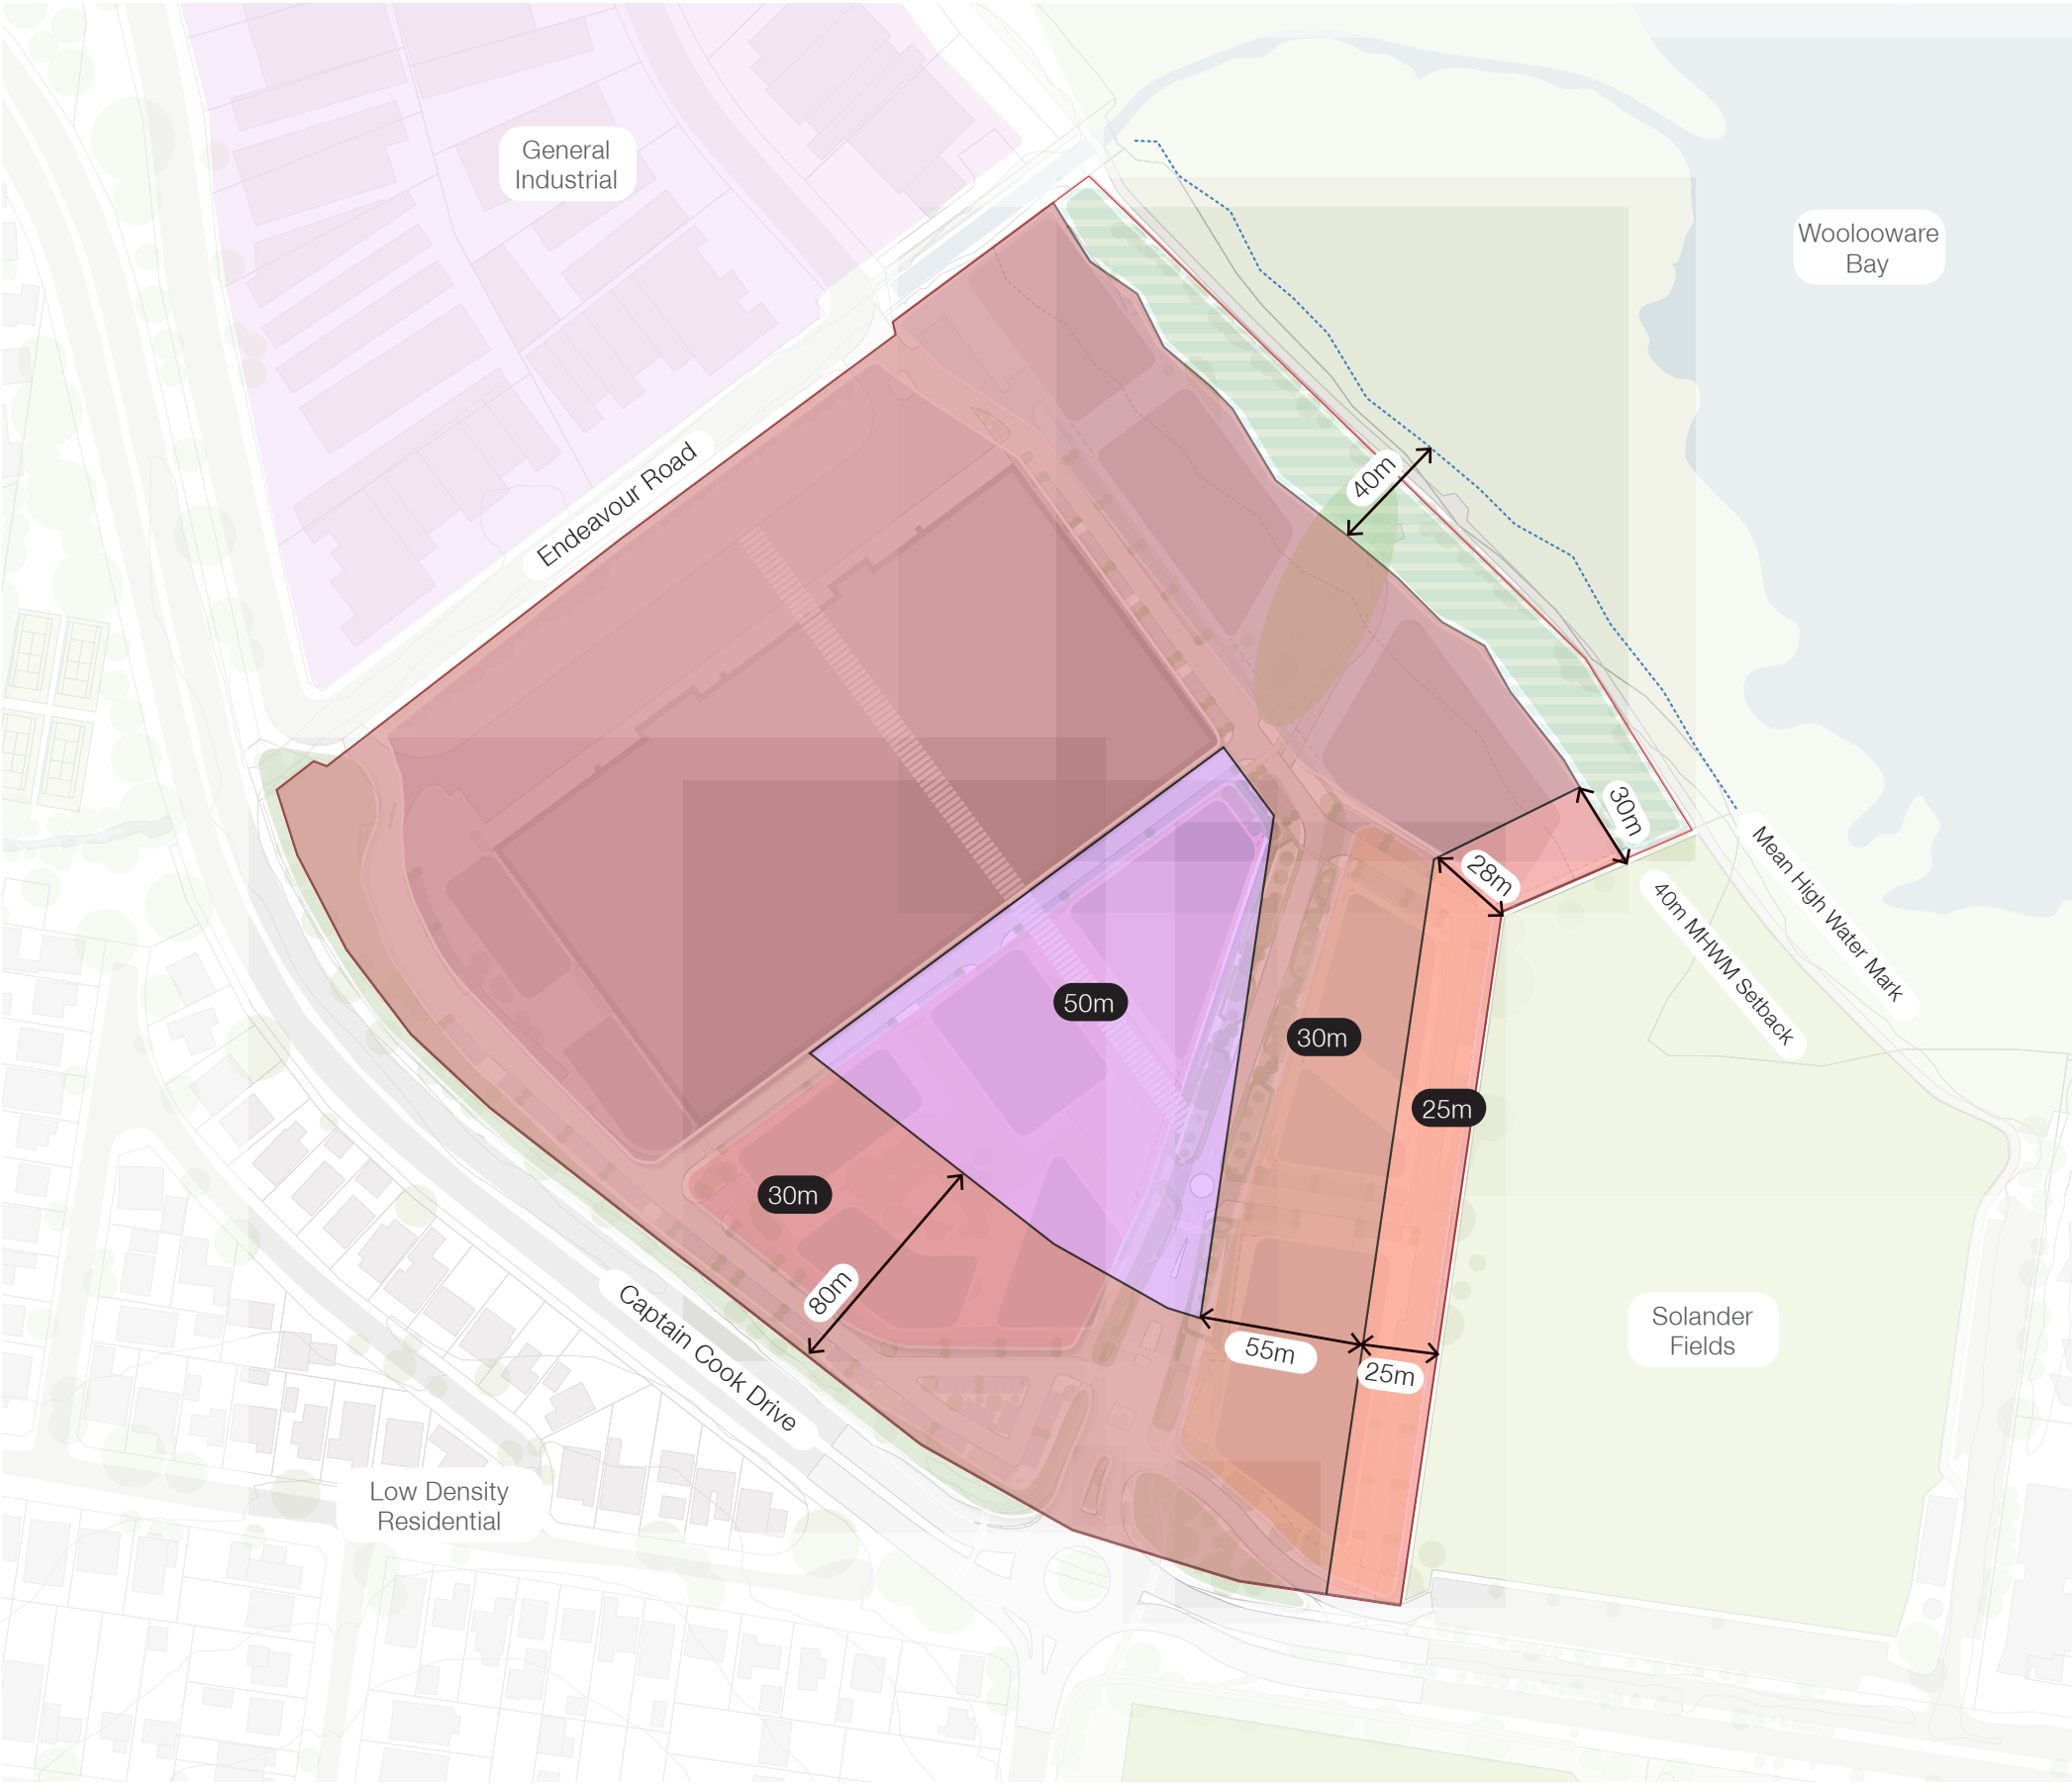 General
Industrial
Woolooware
Bay
Endeavour Road
40m
30m
28m
Mean High Water Mark
40m MHWM Setback
50m
30m
25m
30m
80m
Captain Cook Drive
55m
25m
Solander
Fields
Low Density
Residential